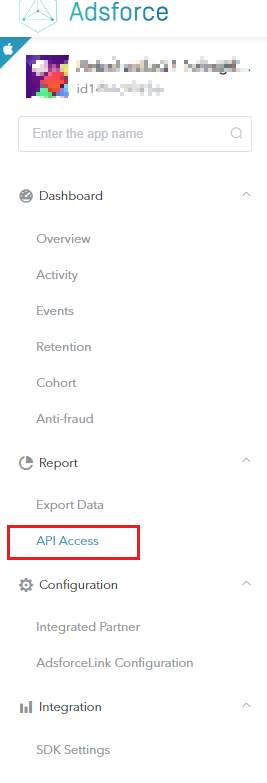 Adsforce
Enter the app name
Dashboard
Overview
Activity
Events
Retention
Cohort
Anti-fraud
Report
Export Data
API Access
Configuration
Integrated Partner
AdsforceLink Configuration
Integration
SDK Settings